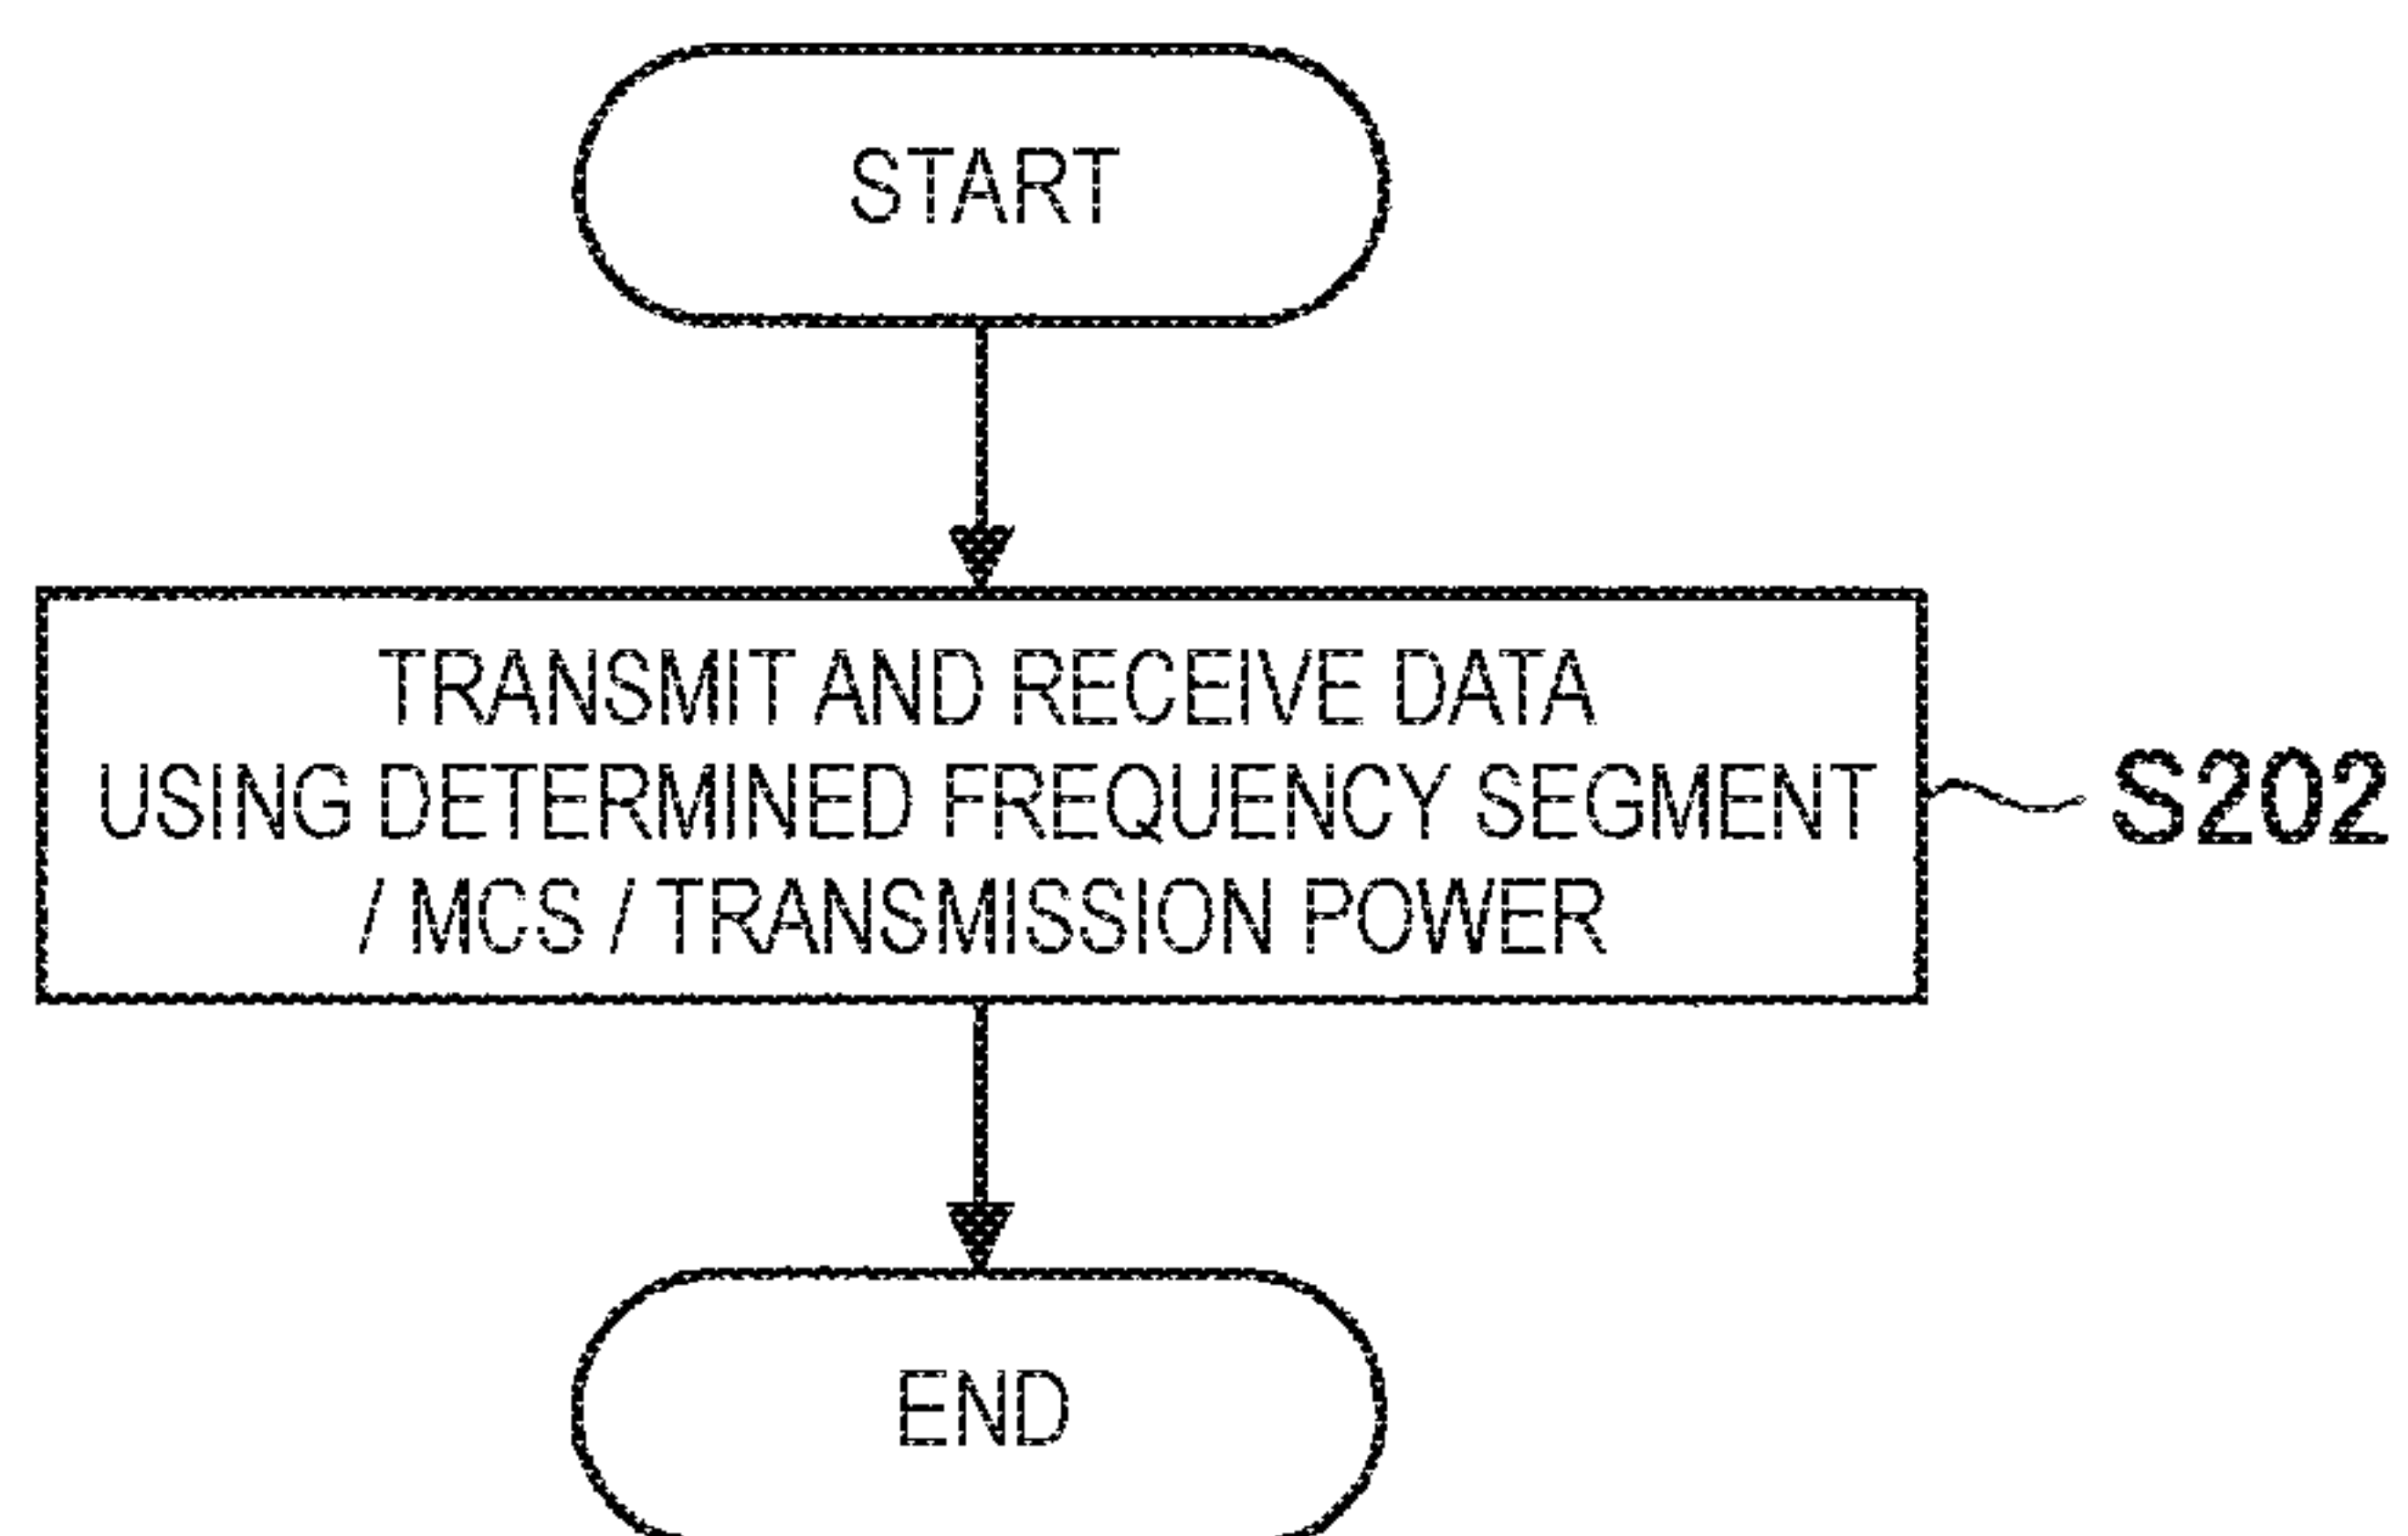 START
TRANSMIT AND RECEIVE DATA
USING DETERMINED FREQUENCY SEGMENT
/ MCS / TRANSMISSION POWER
S202
END